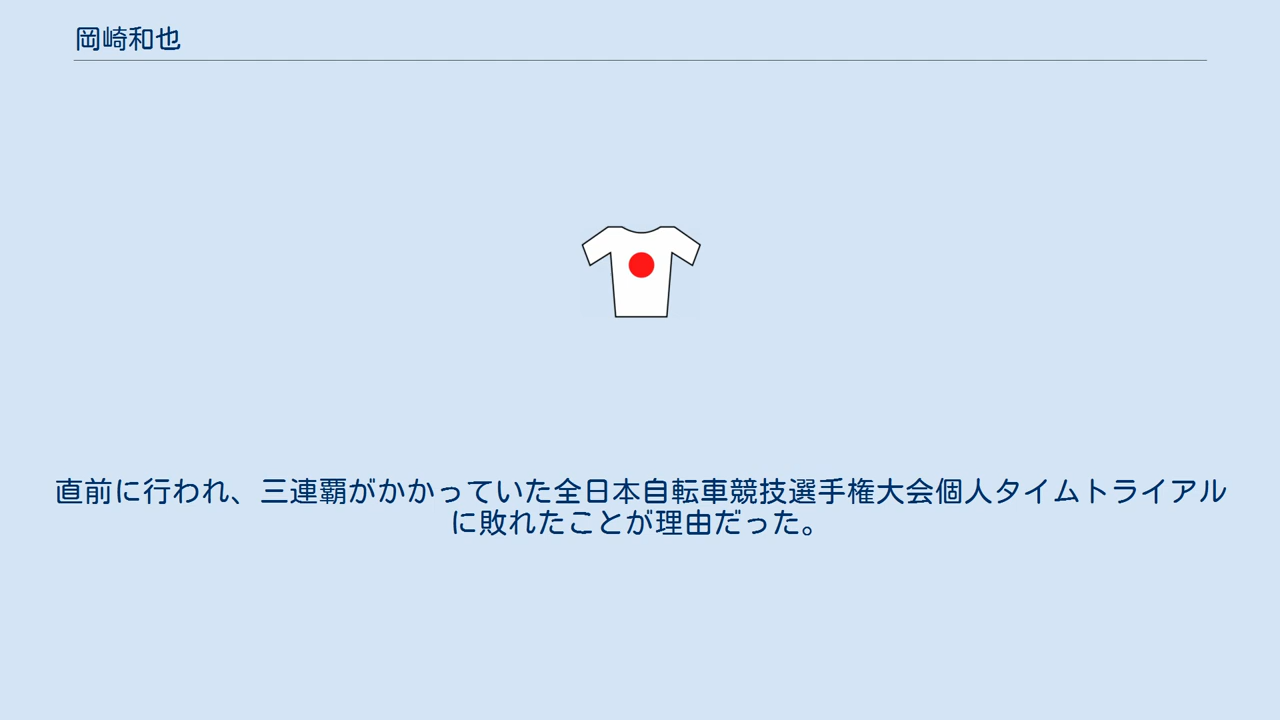 岡崎和也
直前に行われ、三連覇がかかっていた全日本自転車競技選手権大会個人タイムトライアル
に敗れたことが理由だった。